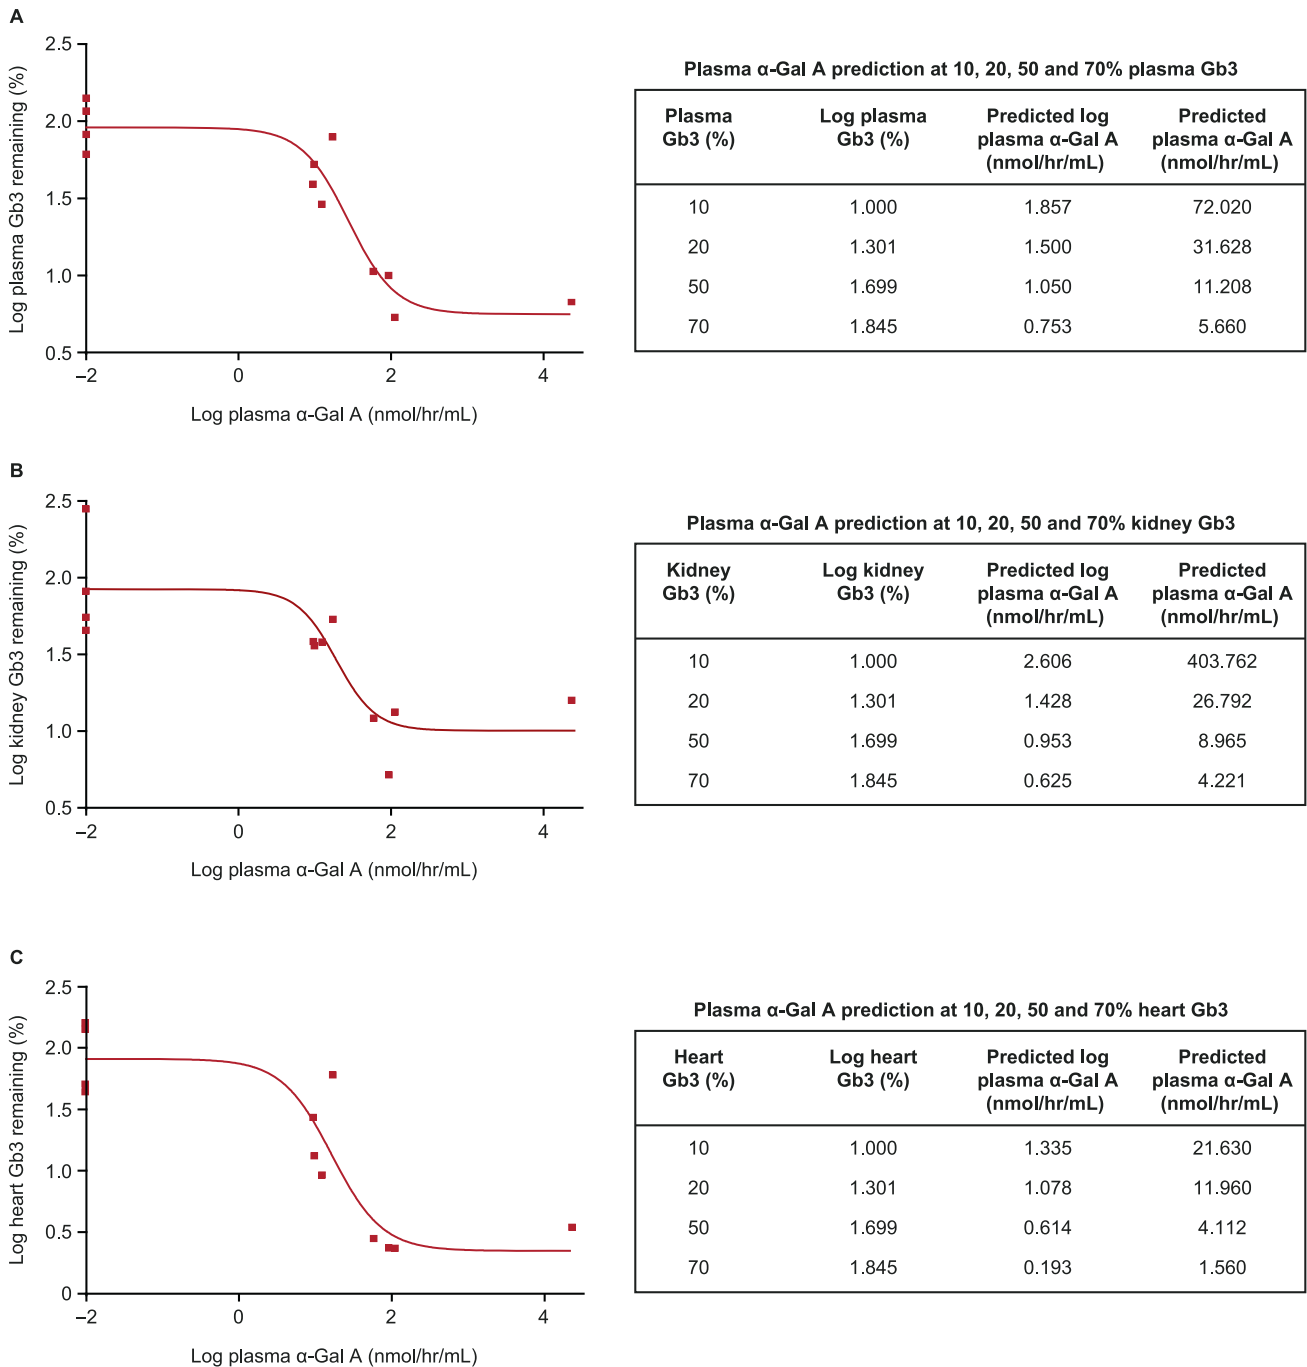 A
2.5
2.0
1.5
1.0
0.5
Log plasma Gb3 remaining (%)
–2 0 2 4
Log plasma α-Gal A (nmol/hr/mL)
Plasma α-Gal A prediction at 10, 20, 50 and 70% plasma Gb3
Plasma Log plasma Predicted log Predicted
Gb3 (%) Gb3 (%) plasma α-Gal A plasma α-Gal A
(nmol/hr/mL) (nmol/hr/mL)
10 1.000 1.857 72.020
20 1.301 1.500 31.628
50 1.699 1.050 11.208
70 1.845 0.753 5.660
B
2.5
2.0
1.5
1.0
0.5
Log kidney Gb3 remaining (%)
–2 0 2 4
Log plasma α-Gal A (nmol/hr/mL)
Plasma α-Gal A prediction at 10, 20, 50 and 70% kidney Gb3
Kidney Log kidney Predicted log Predicted
Gb3 (%) Gb3 (%) plasma α-Gal A plasma α-Gal A
(nmol/hr/mL) (nmol/hr/mL)
10 1.000 2.606 403.762
20 1.301 1.428 26.792
50 1.699 0.953 8.965
70 1.845 0.625 4.221
C
2.5
2.0
1.5
1.0
0.5
0
Log heart Gb3 remaining (%)
–2 0 2 4
Log plasma α-Gal A (nmol/hr/mL)
Plasma α-Gal A prediction at 10, 20, 50 and 70% heart Gb3
Heart Log heart Predicted log Predicted
Gb3 (%) Gb3 (%) plasma α-Gal A plasma α-Gal A
(nmol/hr/mL) (nmol/hr/mL)
10 1.000 1.335 21.630
20 1.301 1.078 11.960
50 1.699 0.614 4.112
70 1.845 0.193 1.560